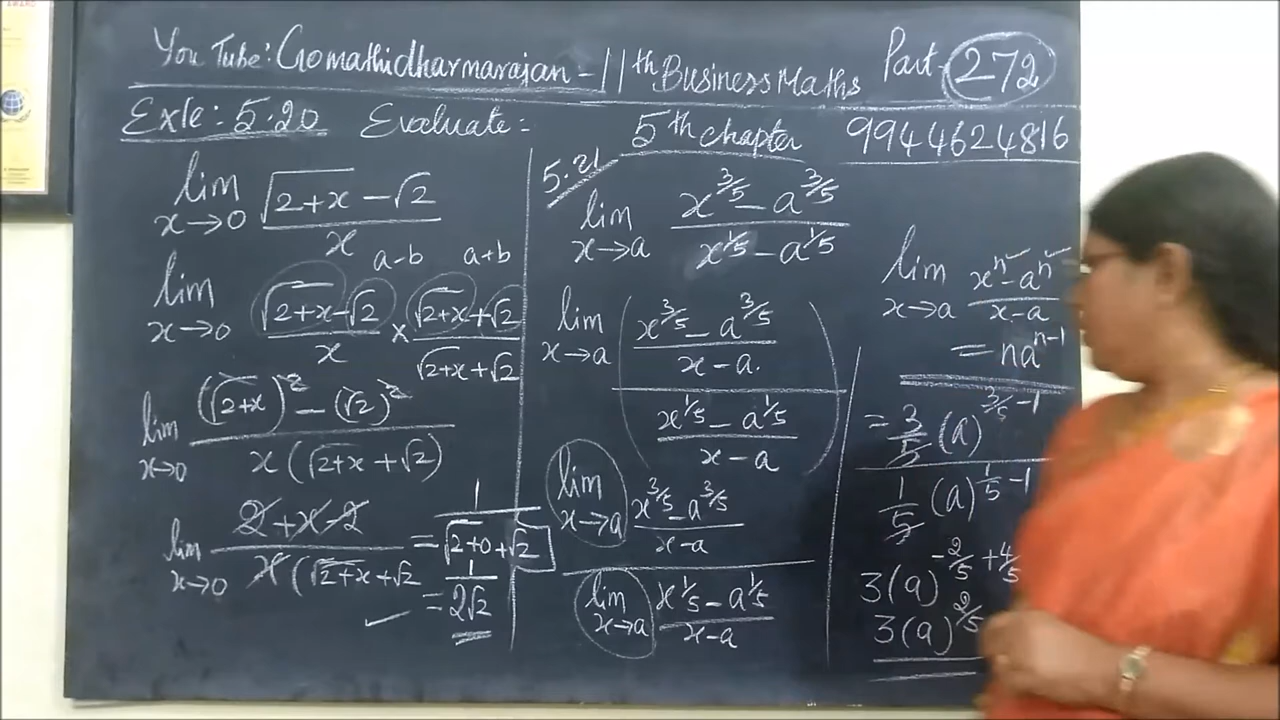 You Tube: Gomathidharmarajan - 11th Business Maths Part - 272
Exle: 5.20 Evaluate:- 5th chapter 9944624816
lim x→0 (√(2+x) - √2)/x
a-b a+b
lim x→0 (√(2+x) - √2)/x × (√(2+x) + √2)/(√(2+x) + √2)
lim x→0 ((√(2+x))² - (√2)²)/(x(√(2+x) + √2))
lim x→0 (2+x-2)/(x(√(2+x) + √2)
= 1/(√(2+0) + √2)
= 1/(2√2)
5.21
lim x→a (x^(3/5) - a^(3/5))/(x^(1/5) - a^(1/5))
lim x→a ((x^(3/5) - a^(3/5))/(x-a.))/((x^(1/5) - a^(1/5))/(x-a))
lim x→a (x^(3/5) - a^(3/5))/(x-a)
lim x→a (x^(1/5) - a^(1/5))/(x-a)
lim x→a (x^n - a^n)/(x-a)
= na^(n-1)
= 3/5 (a)^(3/5 - 1)
1/5 (a)^(1/5 - 1)
3(a)^(-2/5 + 4/5)
3(a)^(2/5)